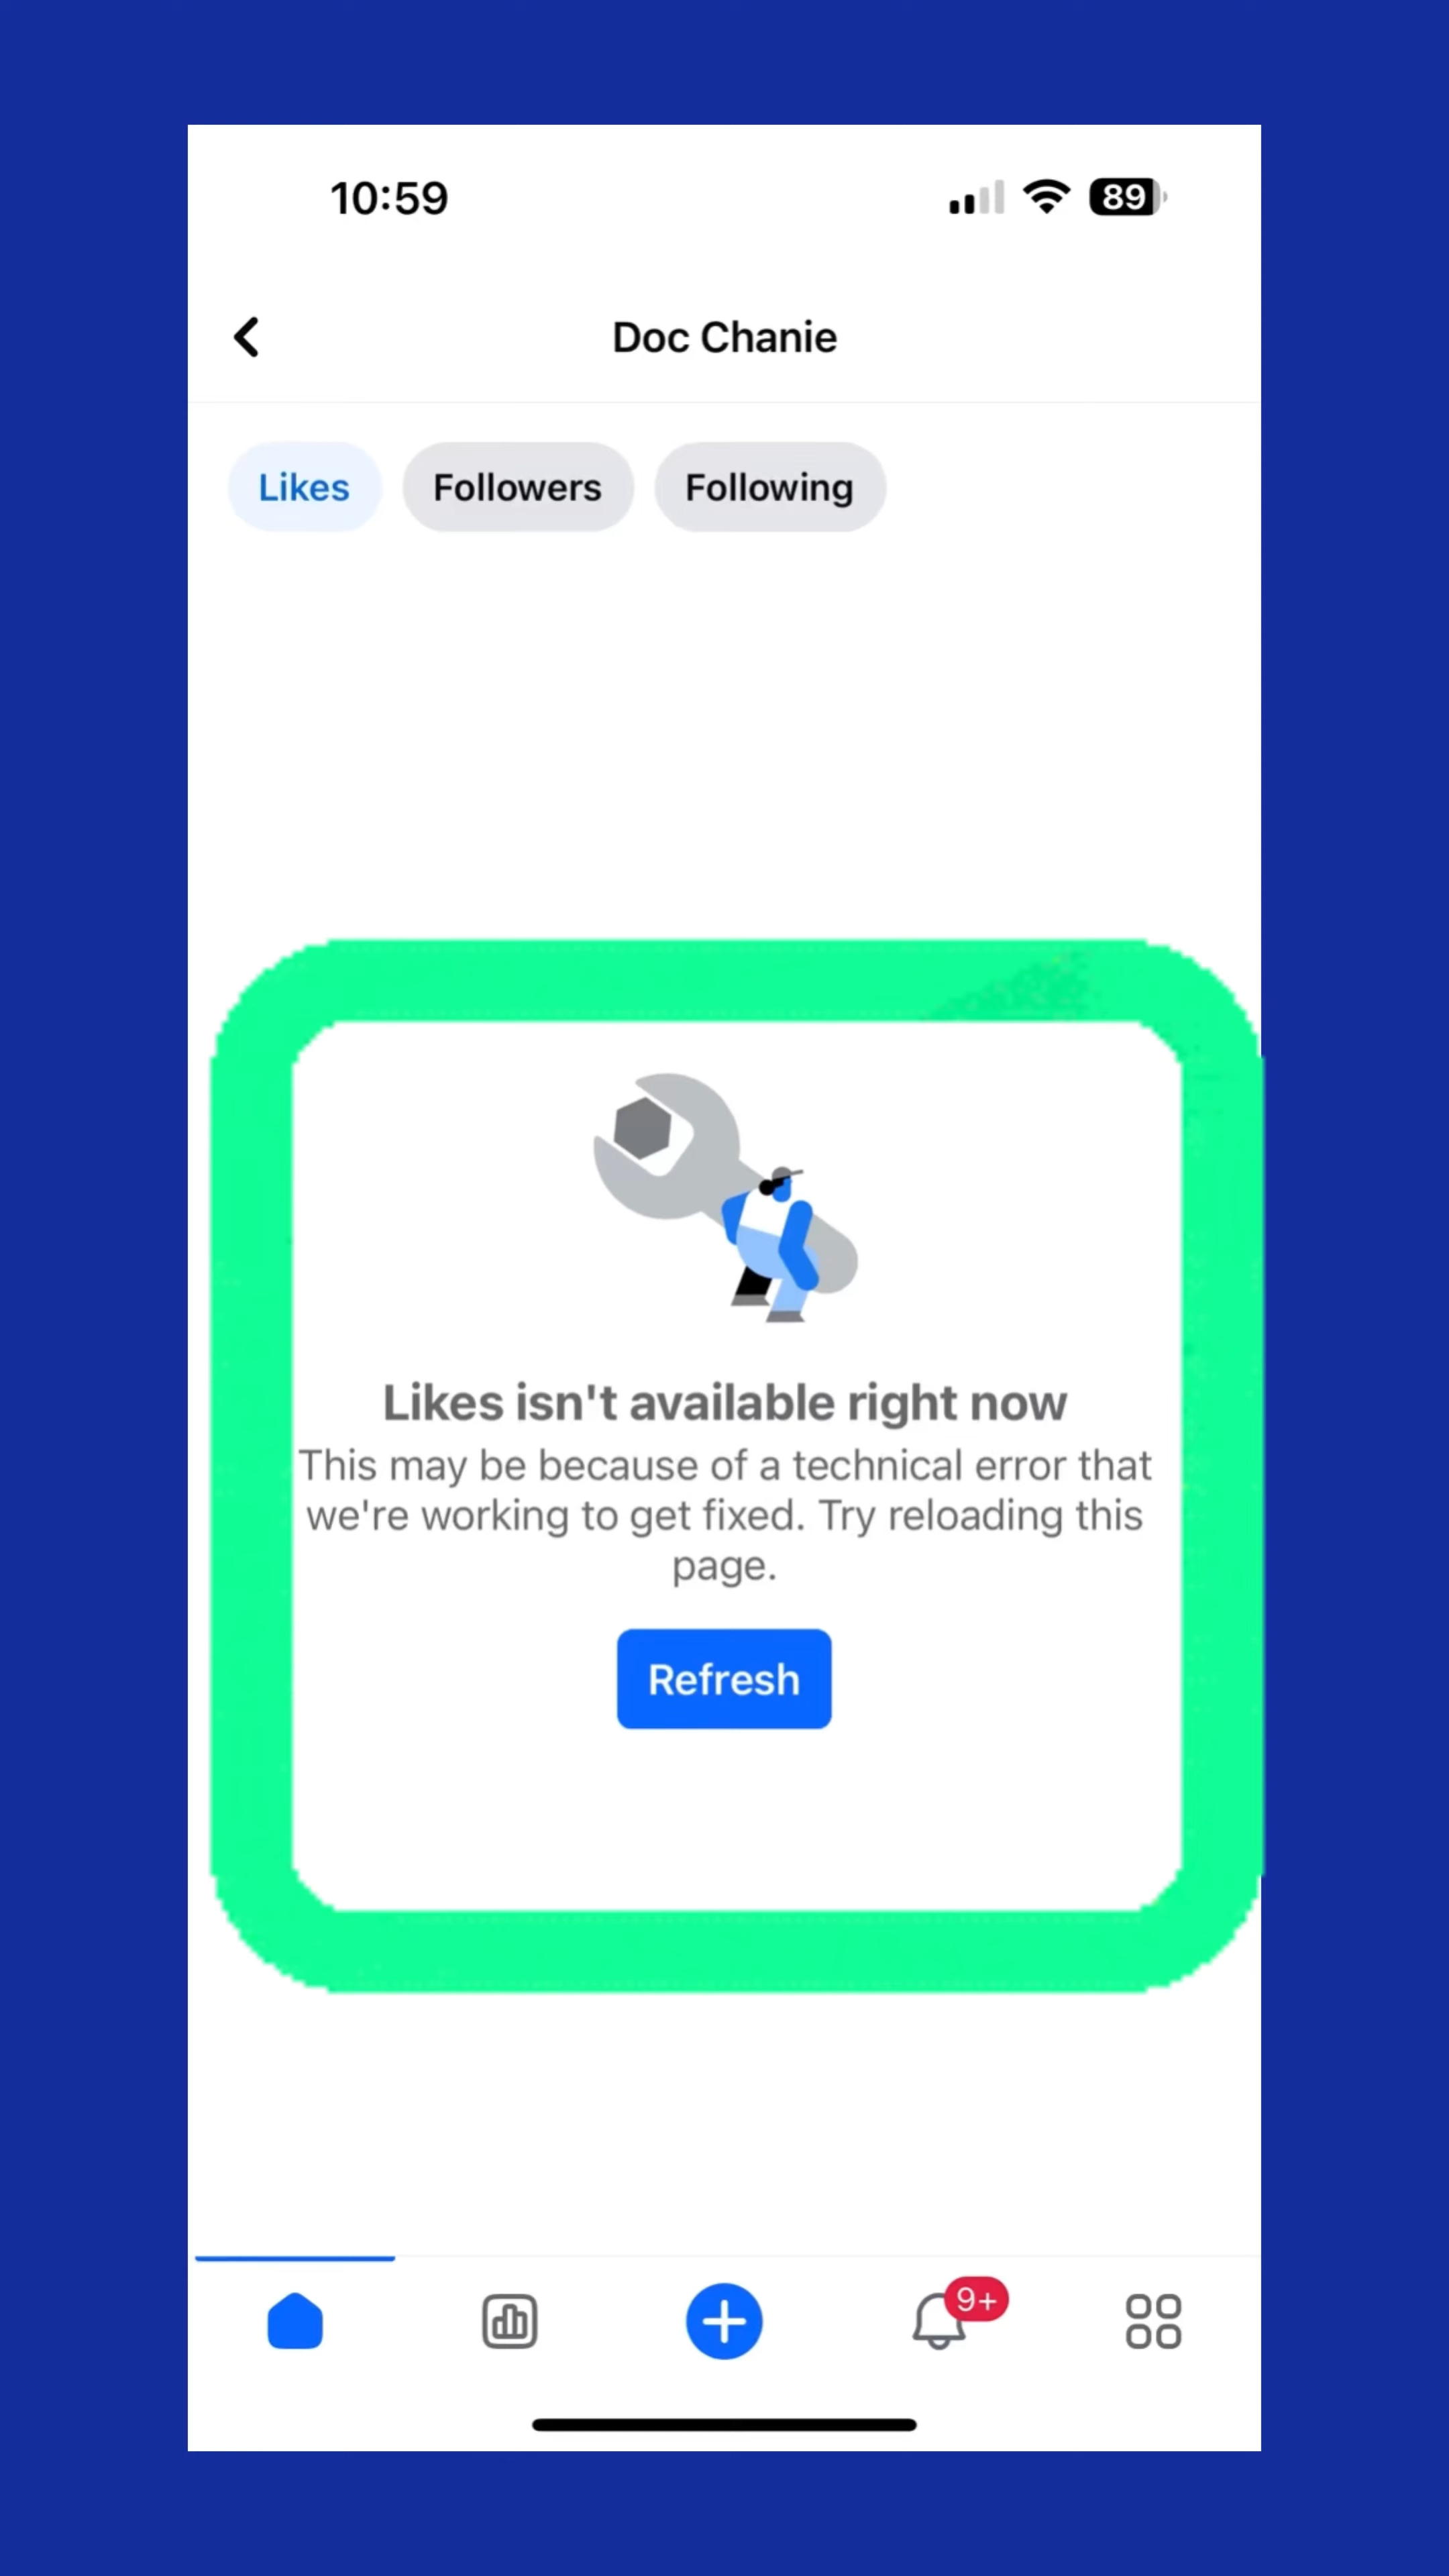 10:59
89
Doc Chanie
Likes
Followers
Following
Likes isn't available right now
This may be because of a technical error that
we're working to get fixed. Try reloading this
page.
Refresh
9+